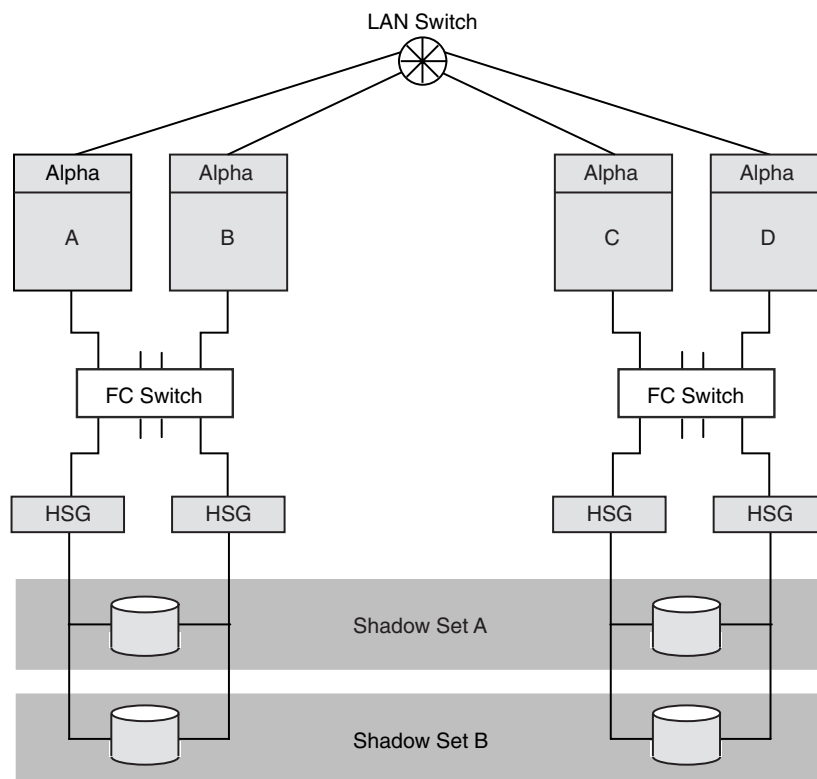 LAN Switch
Alpha
Alpha
Alpha
Alpha
A
B
C
D
FC Switch
FC Switch
HSG
HSG
HSG
HSG
Shadow Set A
Shadow Set B